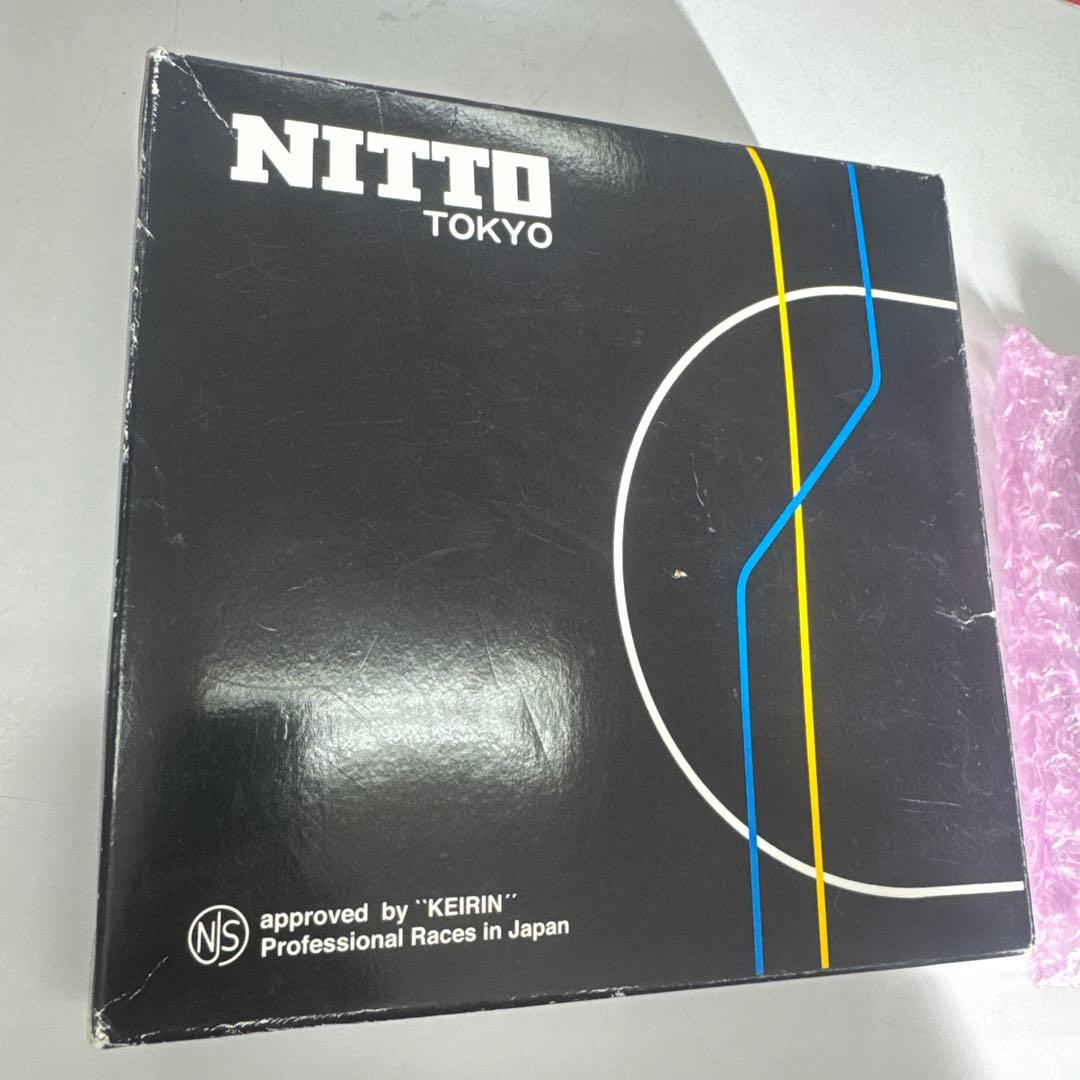 NITTO
TOKYO
NJS
approved by "KEIRIN"
Professional Races in Japan